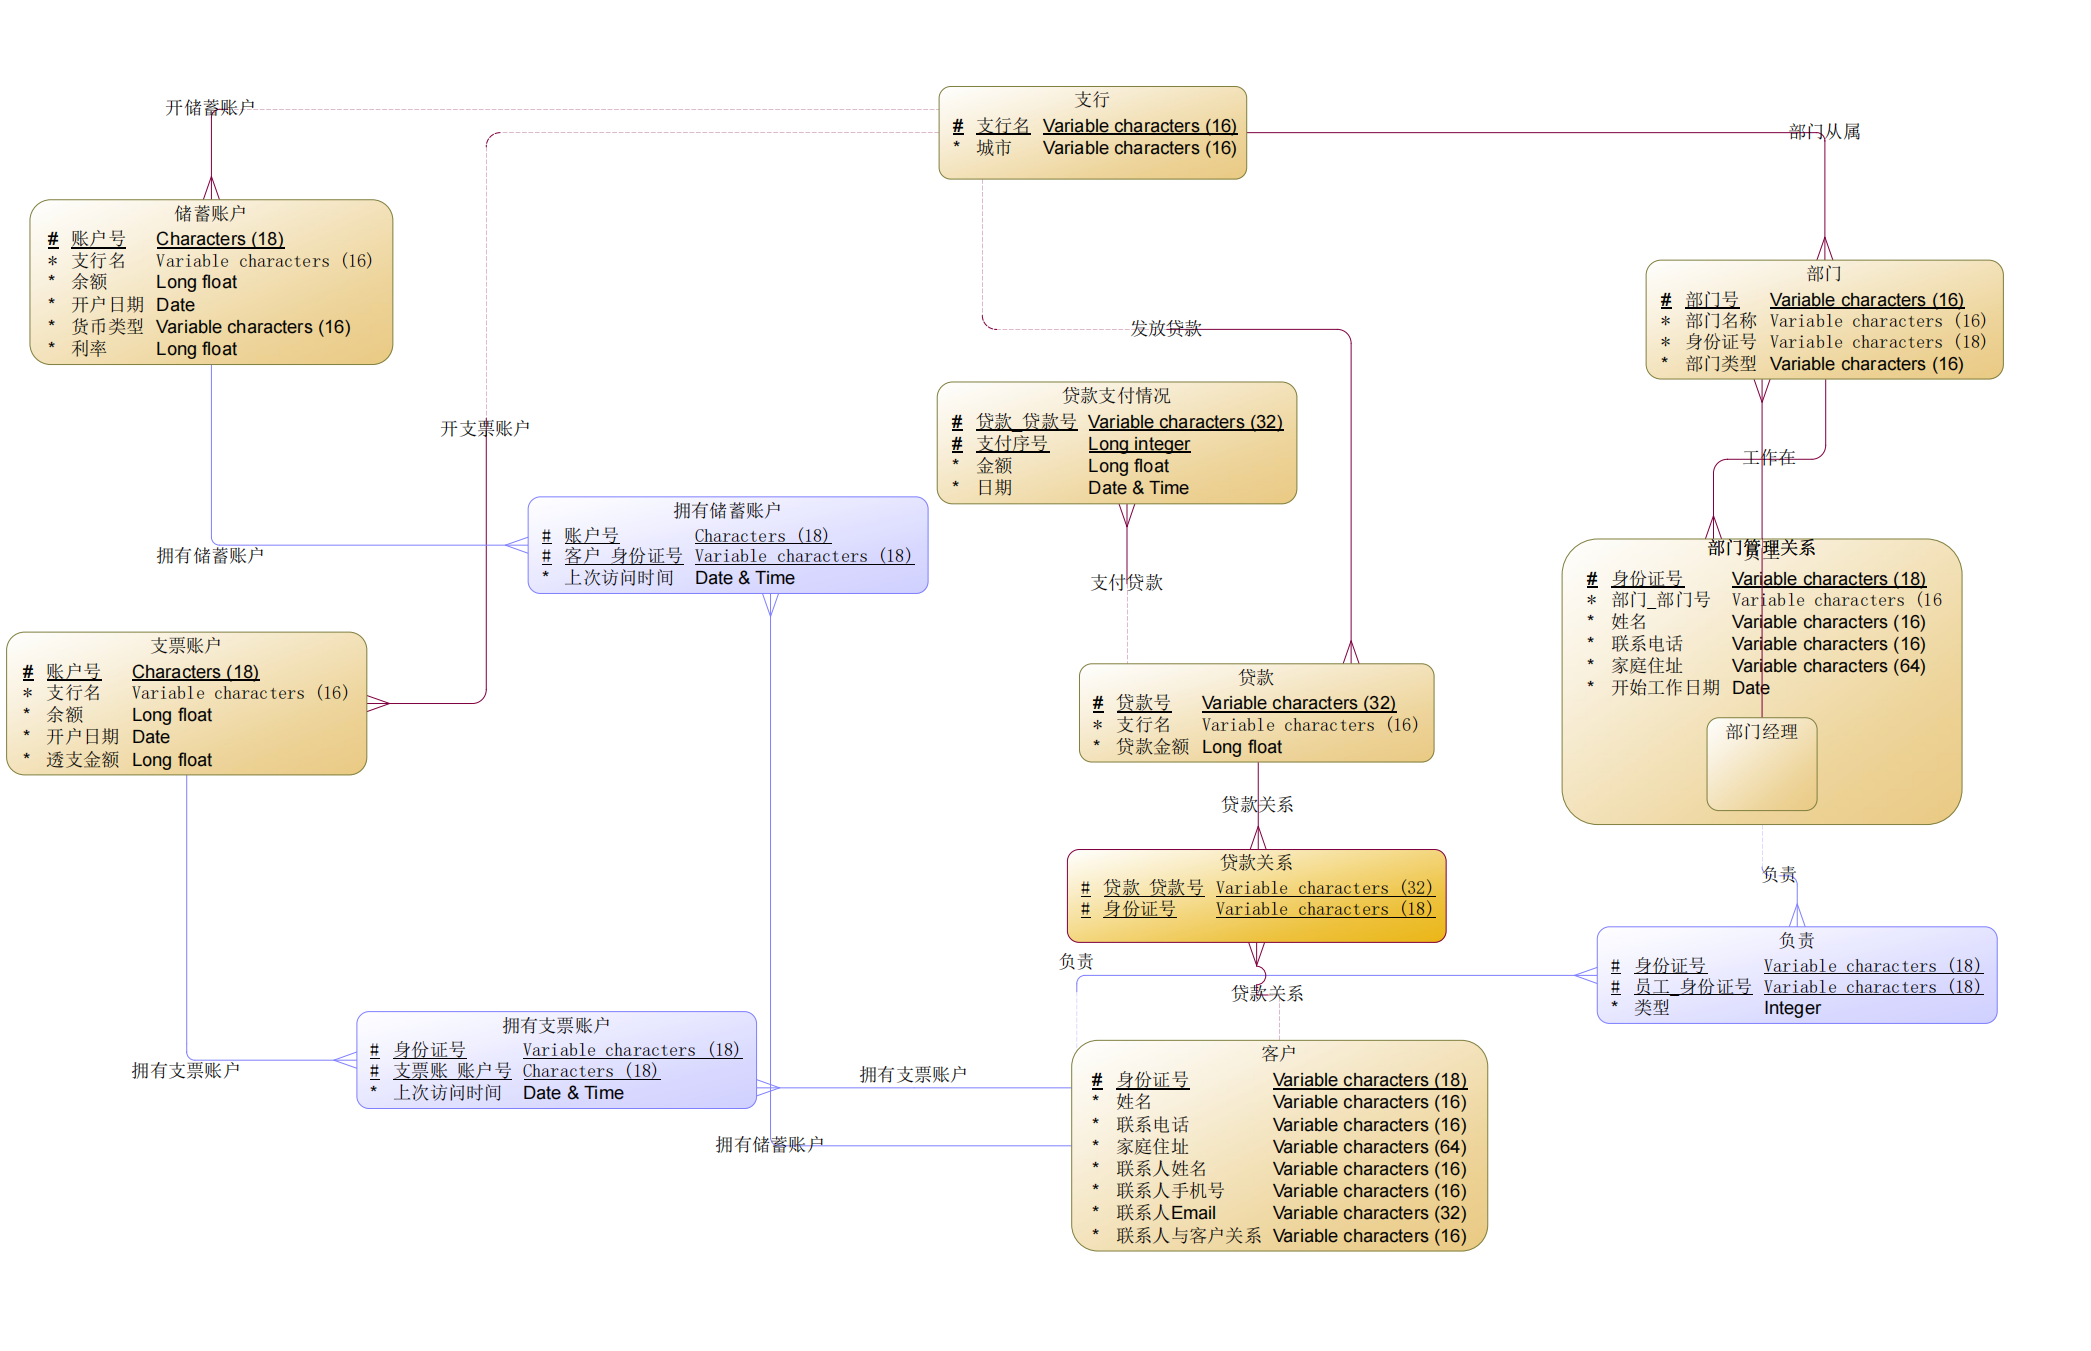 开储蓄账户
支行
# 支行名 Variable characters (16)
* 城市 Variable characters (16)
部门从属
储蓄账户
# 账户号 Characters (18)
* 支行名 Variable characters (16)
* 余额 Long float
* 开户日期 Date
* 货币类型 Variable characters (16)
* 利率 Long float
部门
# 部门号 Variable characters (16)
* 部门名称 Variable characters (16)
* 身份证号 Variable characters (18)
* 部门类型 Variable characters (16)
发放贷款
贷款支付情况
# 贷款_贷款号 Variable characters (32)
# 支付序号 Long integer
* 金额 Long float
* 日期 Date & Time
开支票账户
工作在
拥有储蓄账户
# 账户号 Characters (18)
# 客户_身份证号 Variable characters (18)
* 上次访问时间 Date & Time
拥有储蓄账户
支付贷款
部门管理关系
员工
# 身份证号 Variable characters (18)
* 部门_部门号 Variable characters (16
* 姓名 Variable characters (16)
* 联系电话 Variable characters (16)
* 家庭住址 Variable characters (64)
* 开始工作日期 Date
部门经理
支票账户
# 账户号 Characters (18)
* 支行名 Variable characters (16)
* 余额 Long float
* 开户日期 Date
* 透支金额 Long float
贷款
# 贷款号 Variable characters (32)
* 支行名 Variable characters (16)
* 贷款金额 Long float
贷款关系
贷款关系
# 贷款_贷款号 Variable characters (32)
# 身份证号 Variable characters (18)
负责
负责
# 身份证号 Variable characters (18)
# 员工_身份证号 Variable characters (18)
* 类型 Integer
负责
贷款关系
拥有支票账户
# 身份证号 Variable characters (18)
# 支票账_账户号 Characters (18)
* 上次访问时间 Date & Time
拥有支票账户
拥有支票账户
拥有储蓄账户
客户
# 身份证号 Variable characters (18)
* 姓名 Variable characters (16)
* 联系电话 Variable characters (16)
* 家庭住址 Variable characters (64)
* 联系人姓名 Variable characters (16)
* 联系人手机号 Variable characters (16)
* 联系人Email Variable characters (32)
* 联系人与客户关系 Variable characters (16)